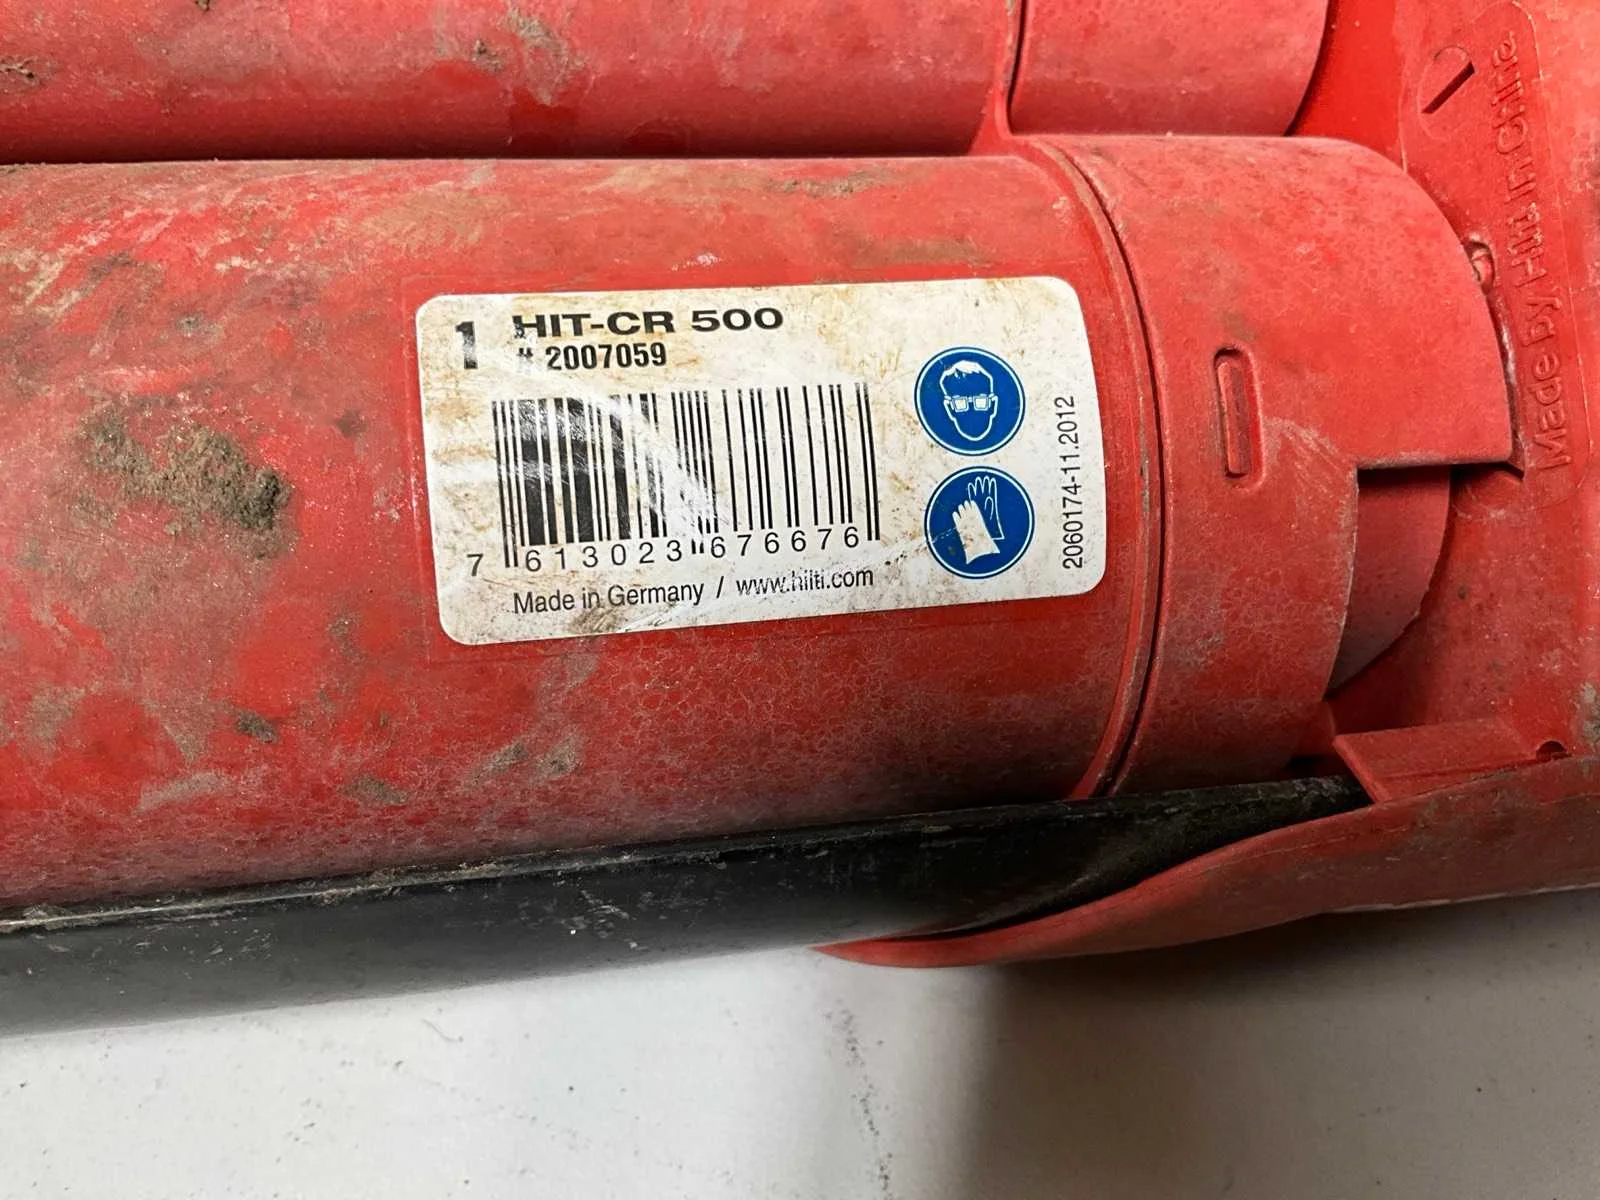 1 HIT-CR 500
# 2007059
7 613023 676676
Made in Germany / www.hilti.com
2060174-11.2012
Made by Hilti in China